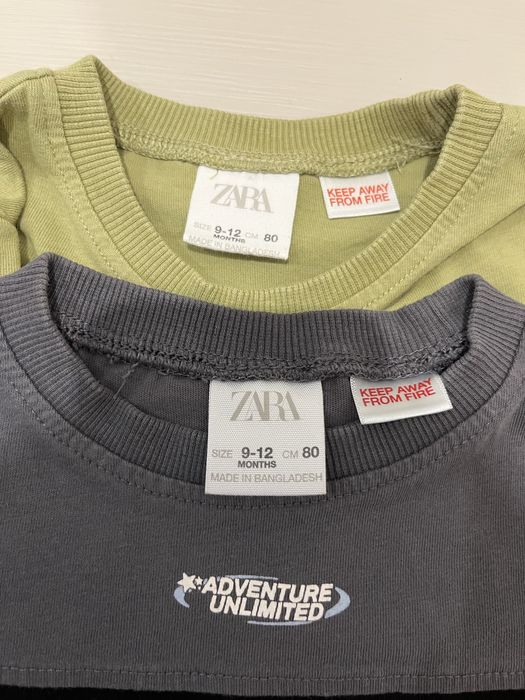 ZARA
SIZE 9-12 CM 80
MONTHS
MADE IN BANGLADESH
KEEP AWAY
FROM FIRE
ZARA
SIZE 9-12 CM 80
MONTHS
MADE IN BANGLADESH
KEEP AWAY
FROM FIRE
ADVENTURE
UNLIMITED